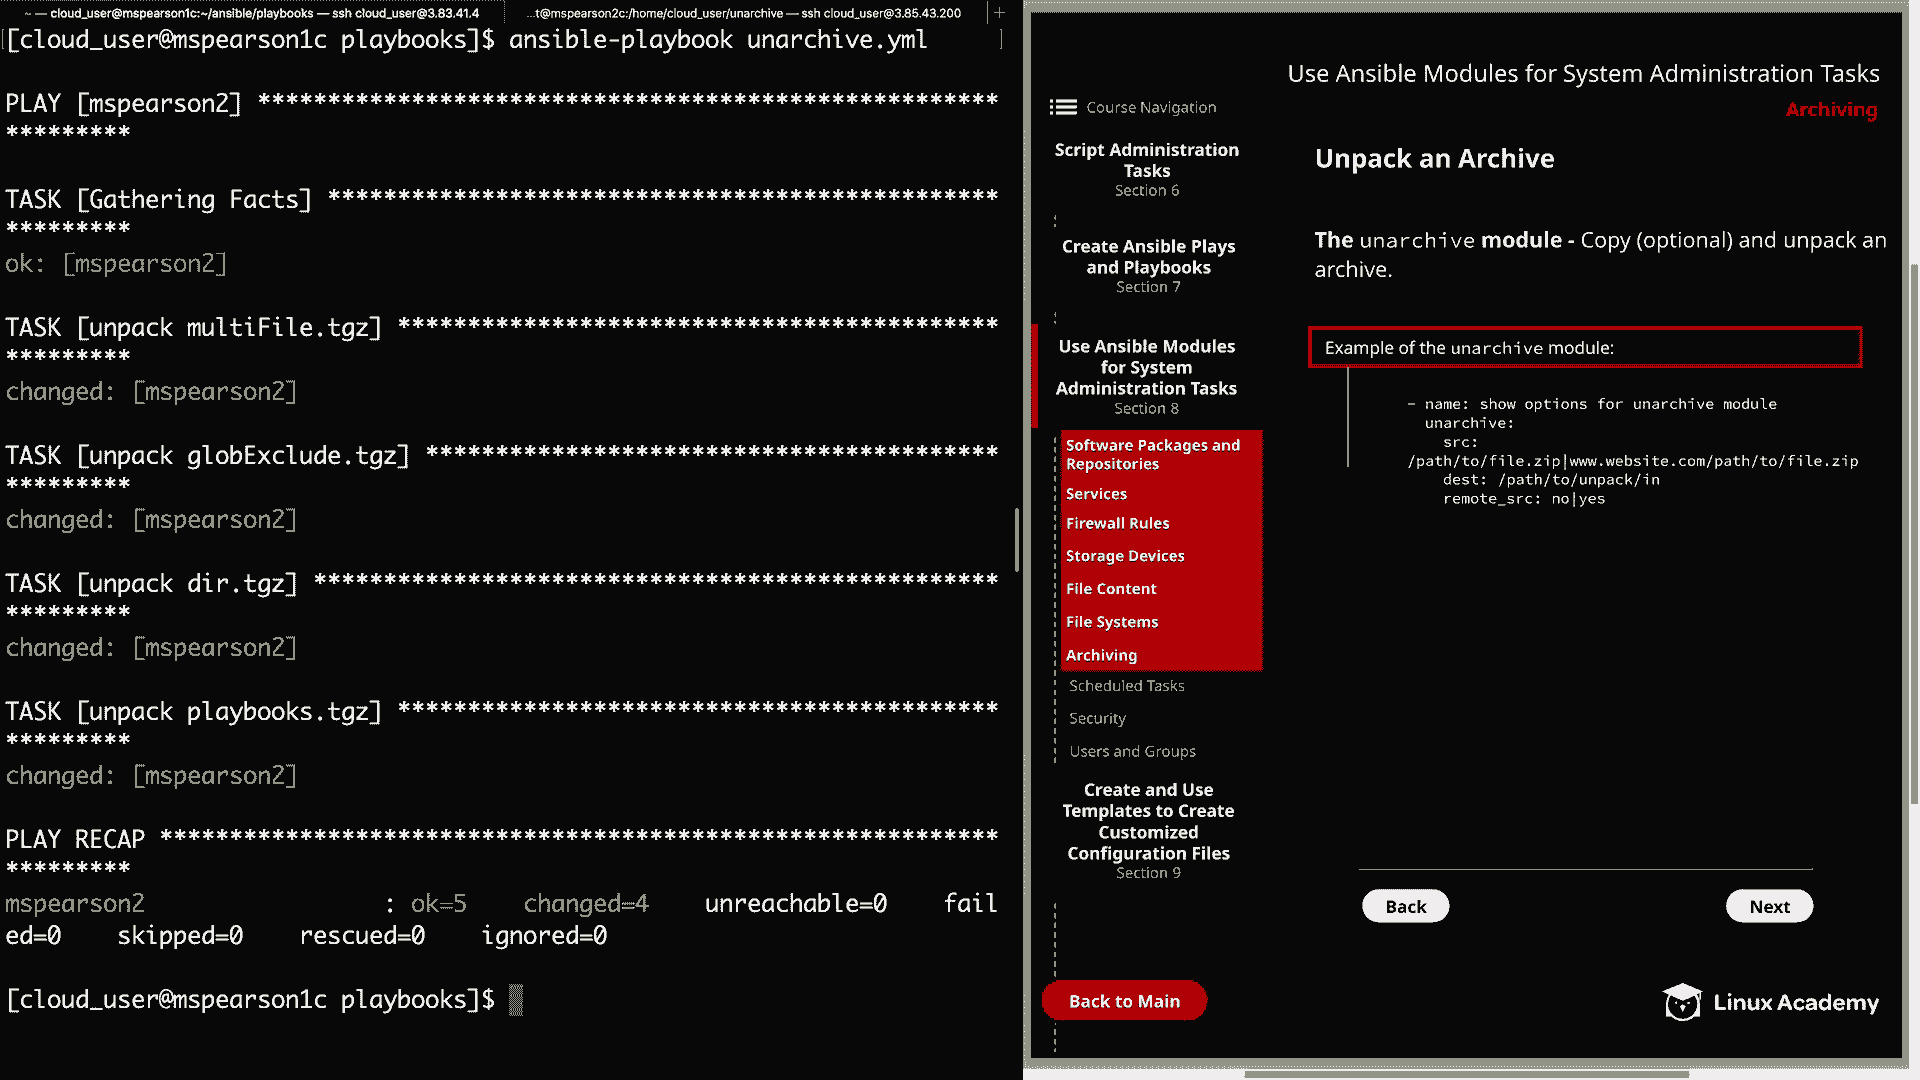 ~ — cloud_user@mspearson1c:~/ansible/playbooks — ssh cloud_user@3.83.41.4
...t@mspearson2c:/home/cloud_user/unarchive — ssh cloud_user@3.85.43.200
+
[cloud_user@mspearson1c playbooks]$ ansible-playbook unarchive.yml ]
PLAY [mspearson2] *****************************************************
*********
TASK [Gathering Facts] ************************************************
*********
ok: [mspearson2]
TASK [unpack multiFile.tgz] *******************************************
*********
changed: [mspearson2]
TASK [unpack globExclude.tgz] *****************************************
*********
changed: [mspearson2]
TASK [unpack dir.tgz] *************************************************
*********
changed: [mspearson2]
TASK [unpack playbooks.tgz] *******************************************
*********
changed: [mspearson2]
PLAY RECAP ************************************************************
*********
mspearson2 : ok=5 changed=4 unreachable=0 fail
ed=0 skipped=0 rescued=0 ignored=0
[cloud_user@mspearson1c playbooks]$
Use Ansible Modules for System Administration Tasks
Archiving
Course Navigation
Script Administration
Tasks
Section 6
Create Ansible Plays
and Playbooks
Section 7
Use Ansible Modules
for System
Administration Tasks
Section 8
Software Packages and
Repositories
Services
Firewall Rules
Storage Devices
File Content
File Systems
Archiving
Scheduled Tasks
Security
Users and Groups
Create and Use
Templates to Create
Customized
Configuration Files
Section 9
Back to Main
Unpack an Archive
The unarchive module - Copy (optional) and unpack an
archive.
Example of the unarchive module:
- name: show options for unarchive module
unarchive:
src:
/path/to/file.zip|www.website.com/path/to/file.zip
dest: /path/to/unpack/in
remote_src: no|yes
Back
Next
Linux Academy